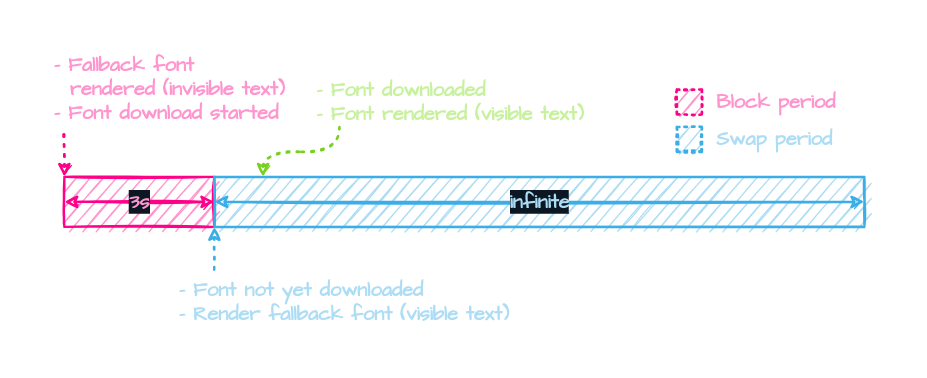 - Fallback font
rendered (invisible text)
- Font download started
- Font downloaded
- Font rendered (visible text)
Block period
Swap period
3s
infinite
- Font not yet downloaded
- Render fallback font (visible text)